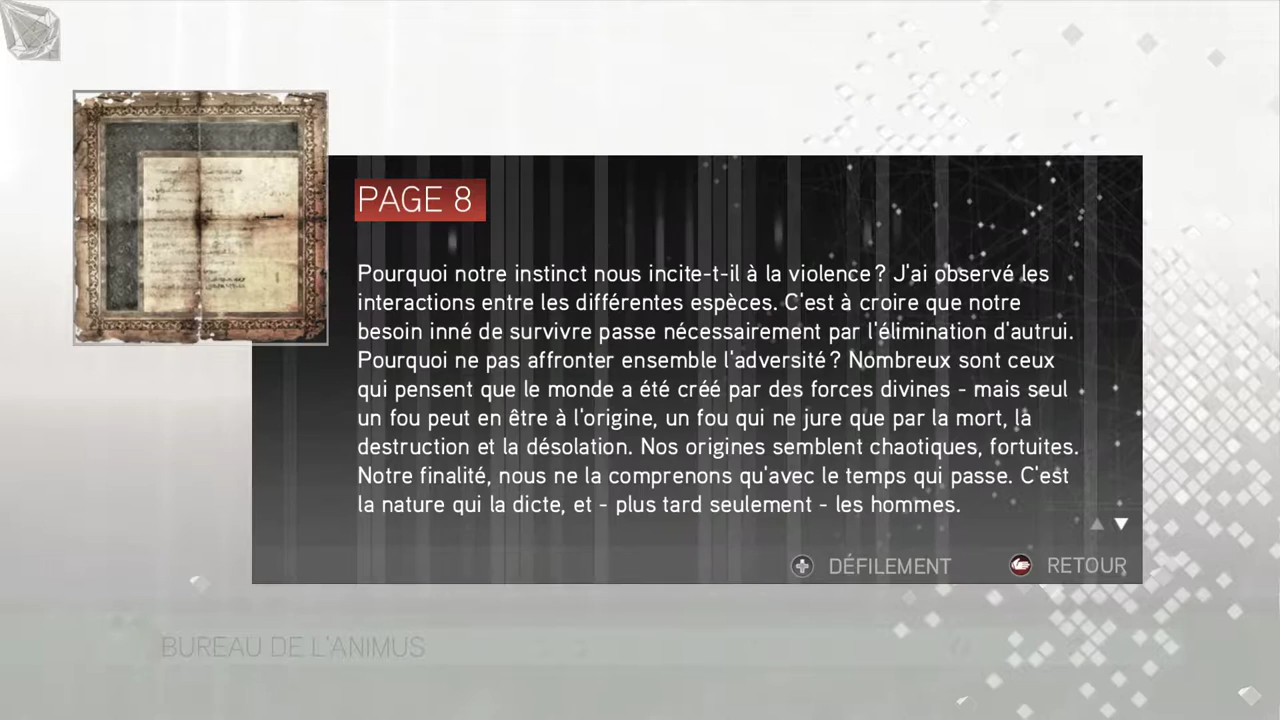 PAGE 8
Pourquoi notre instinct nous incite-t-il à la violence ? J'ai observé les
interactions entre les différentes espèces. C'est à croire que notre
besoin inné de survivre passe nécessairement par l'élimination d'autrui.
Pourquoi ne pas affronter ensemble l'adversité ? Nombreux sont ceux
qui pensent que le monde a été créé par des forces divines - mais seul
un fou peut en être à l'origine, un fou qui ne jure que par la mort, la
destruction et la désolation. Nos origines semblent chaotiques, fortuites.
Notre finalité, nous ne la comprenons qu'avec le temps qui passe. C'est
la nature qui la dicte, et - plus tard seulement - les hommes.
DÉFILEMENT RETOUR
BUREAU DE L'ANIMUS